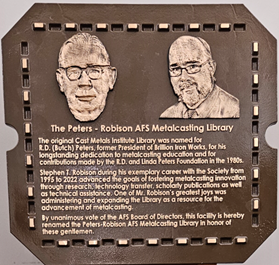 The Peters - Robison AFS Metalcasting Library
The original Cast Metals Institute Library was named for
R.D. (Butch) Peters, former President of Brillion Iron Works, for his
longstanding dedication to metalcasting education and for
contributions made by the R.D. and Linda Peters Foundation in the 1980s.
Stephen T. Robison during his exemplary career with the Society from
1995 to 2022 advanced the goals of fostering metalcasting innovation
through research, technology transfer, scholarly publications as well
as technical assistance. One of Mr. Robison's greatest joys was
administering and expanding the Library as a resource for the
advancement of metalcasting.
By unanimous vote of the AFS Board of Directors, this facility is hereby
renamed the Peters-Robison AFS Metalcasting Library in honor of
these gentlemen.